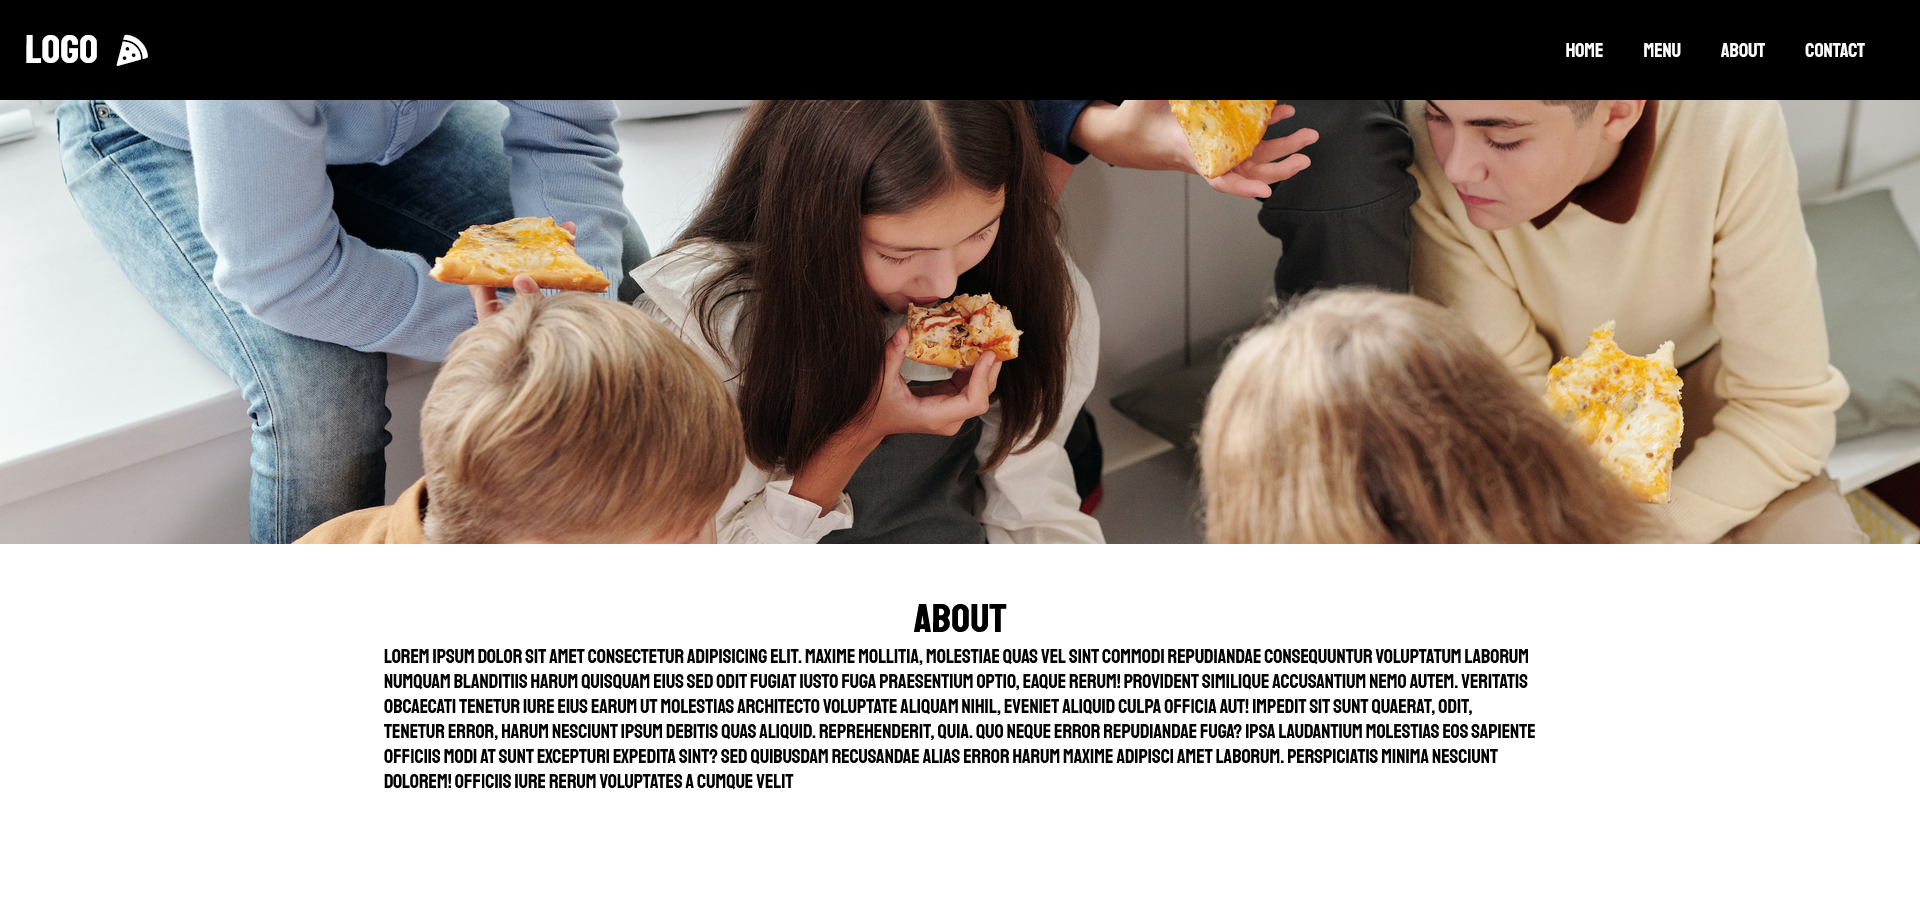 LOGO
HOME MENU ABOUT CONTACT
ABOUT
LOREM IPSUM DOLOR SIT AMET CONSECTETUR ADIPISICING ELIT. MAXIME MOLLITIA, MOLESTIAE QUAS VEL SINT COMMODI REPUDIANDAE CONSEQUUNTUR VOLUPTATUM LABORUM
NUMQUAM BLANDITIIS HARUM QUISQUAM EIUS SED ODIT FUGIAT IUSTO FUGA PRAESENTIUM OPTIO, EAQUE RERUM! PROVIDENT SIMILIQUE ACCUSANTIUM NEMO AUTEM. VERITATIS
OBCAECATI TENETUR IURE EIUS EARUM UT MOLESTIAS ARCHITECTO VOLUPTATE ALIQUAM NIHIL, EVENIET ALIQUID CULPA OFFICIA AUT! IMPEDIT SIT SUNT QUAERAT, ODIT,
TENETUR ERROR, HARUM NESCIUNT IPSUM DEBITIS QUAS ALIQUID. REPREHENDERIT, QUIA. QUO NEQUE ERROR REPUDIANDAE FUGA? IPSA LAUDANTIUM MOLESTIAS EOS SAPIENTE
OFFICIIS MODI AT SUNT EXCEPTURI EXPEDITA SINT? SED QUIBUSDAM RECUSANDAE ALIAS ERROR HARUM MAXIME ADIPISCI AMET LABORUM. PERSPICIATIS MINIMA NESCIUNT
DOLOREM! OFFICIIS IURE RERUM VOLUPTATES A CUMQUE VELIT